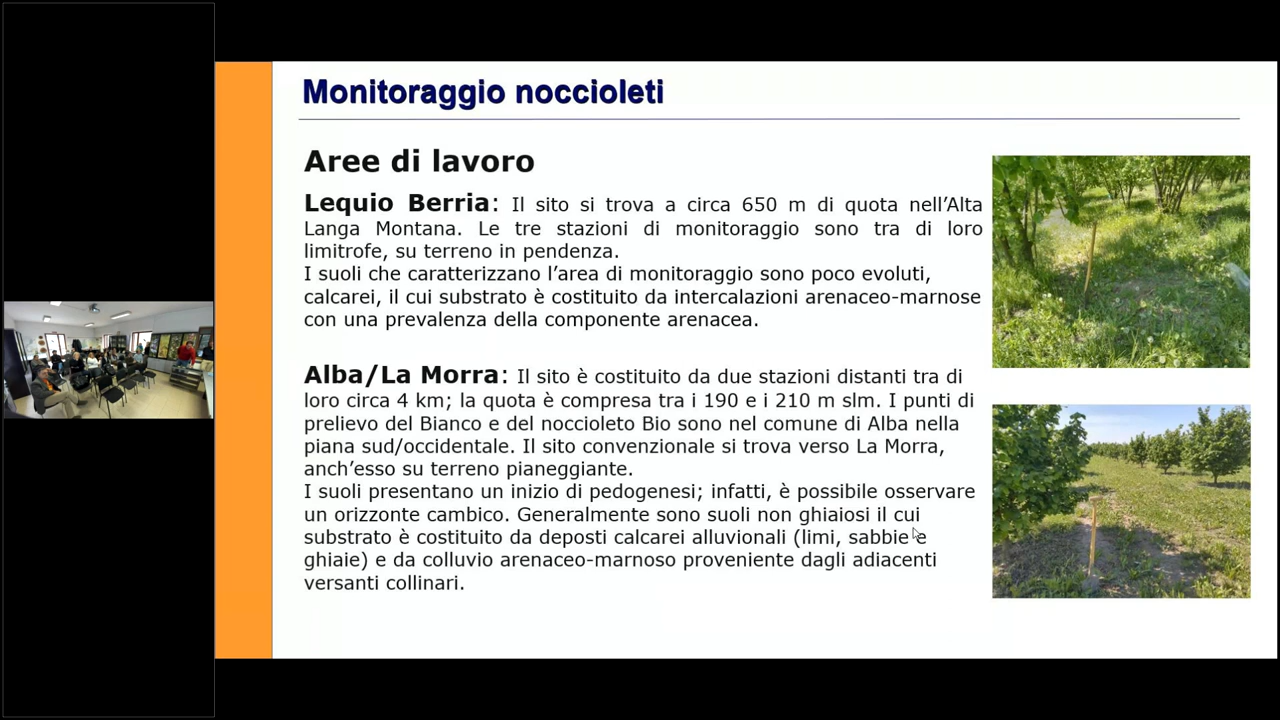 Monitoraggio noccioleti
Aree di lavoro
Lequio Berria: Il sito si trova a circa 650 m di quota nell’Alta
Langa Montana. Le tre stazioni di monitoraggio sono tra di loro
limitrofe, su terreno in pendenza.
I suoli che caratterizzano l’area di monitoraggio sono poco evoluti,
calcarei, il cui substrato è costituito da intercalazioni arenaceo-marnose
con una prevalenza della componente arenacea.
Alba/La Morra: Il sito è costituito da due stazioni distanti tra di
loro circa 4 km; la quota è compresa tra i 190 e i 210 m slm. I punti di
prelievo del Bianco e del noccioleto Bio sono nel comune di Alba nella
piana sud/occidentale. Il sito convenzionale si trova verso La Morra,
anch’esso su terreno pianeggiante.
I suoli presentano un inizio di pedogenesi; infatti, è possibile osservare
un orizzonte cambico. Generalmente sono suoli non ghiaiosi il cui
substrato è costituito da deposti calcarei alluvionali (limi, sabbie e
ghiaie) e da colluvio arenaceo-marnoso proveniente dagli adiacenti
versanti collinari.